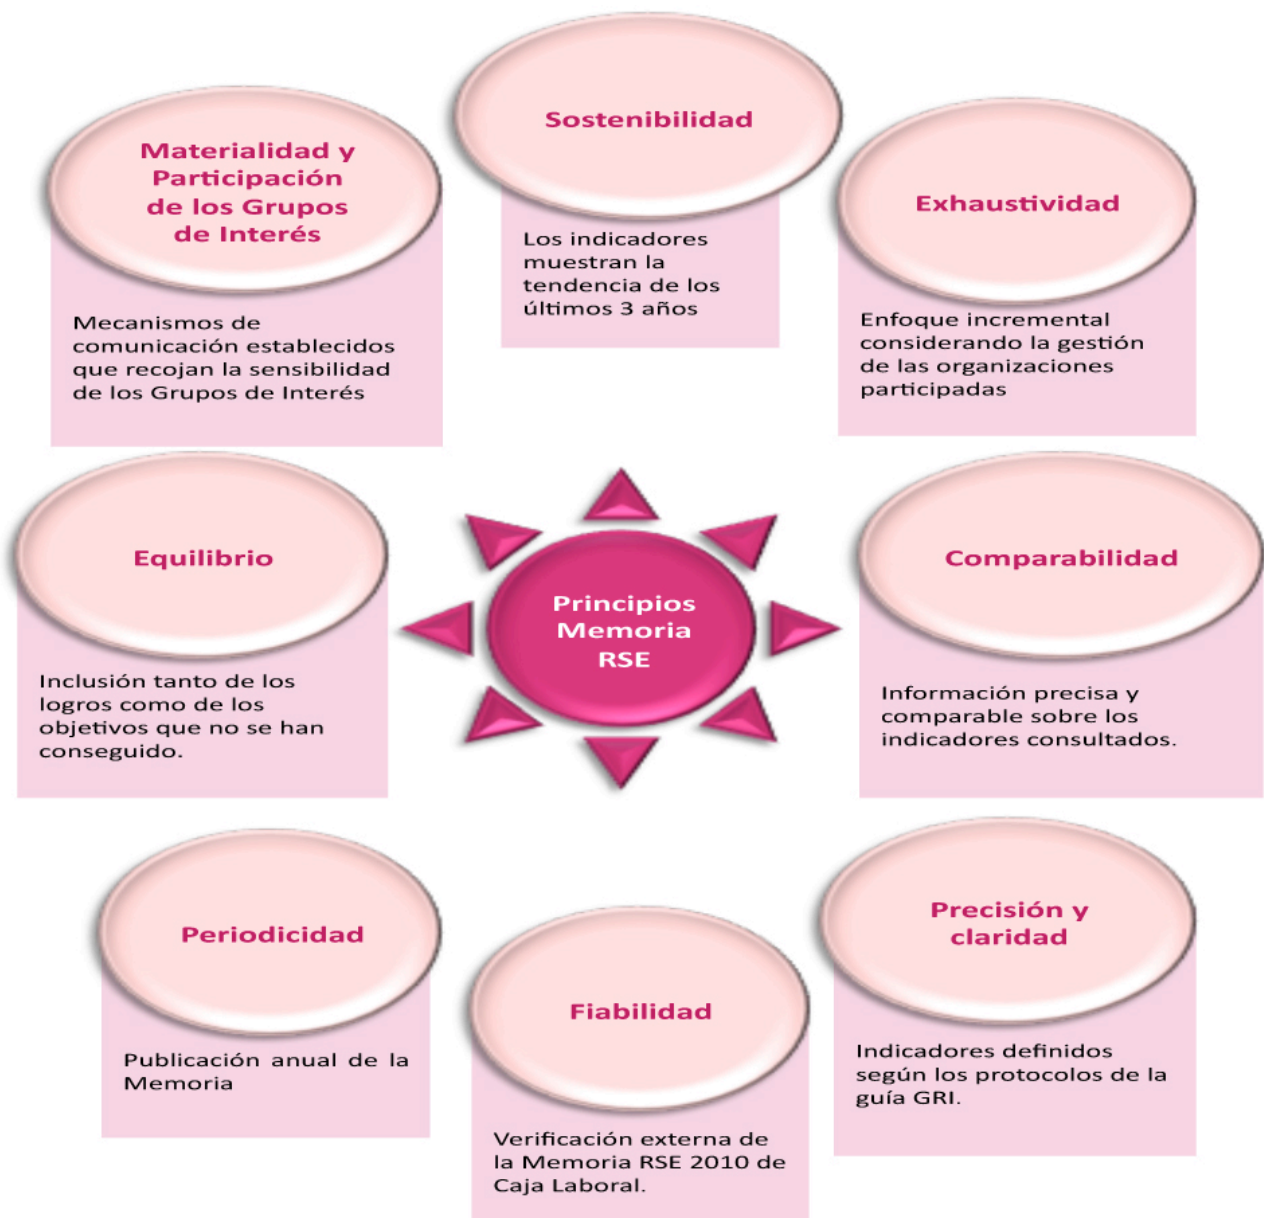 Sostenibilidad
Los indicadores
muestran la
tendencia de los
últimos 3 años
Materialidad y
Participación
de los Grupos
de Interés
Mecanismos de
comunicación establecidos
que recojan la sensibilidad
de los Grupos de Interés
Exhaustividad
Enfoque incremental
considerando la gestión
de las organizaciones
participadas
Equilibrio
Inclusión tanto de los
logros como de los
objetivos que no se han
conseguido.
Principios
Memoria
RSE
Comparabilidad
Información precisa y
comparable sobre los
indicadores consultados.
Periodicidad
Publicación anual de la
Memoria
Fiabilidad
Verificación externa de
la Memoria RSE 2010 de
Caja Laboral.
Precisión y
claridad
Indicadores definidos
según los protocolos de la
guía GRI.